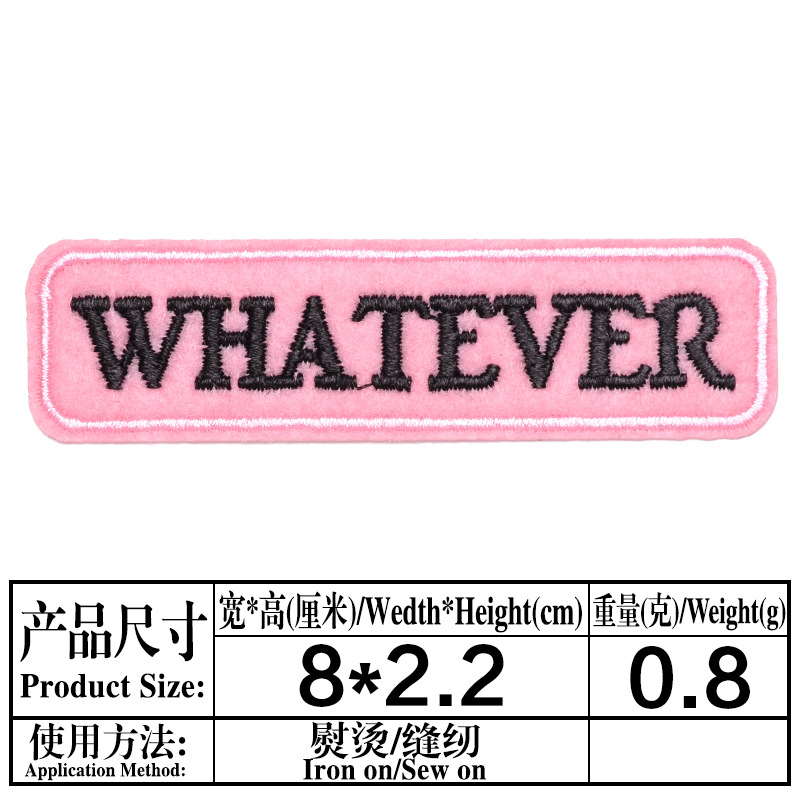 WHATEVER
产品尺寸
Product Size:
宽*高(厘米)/Wedth*Height(cm)
重量(克)/Weight(g)
8*2.2
0.8
使用方法:
Application Method:
熨烫/缝纫
Iron on/Sew on